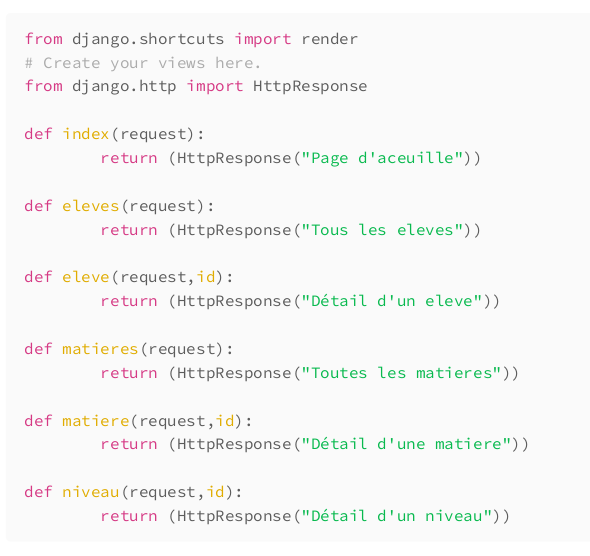 from django.shortcuts import render
# Create your views here.
from django.http import HttpResponse
def index(request):
return (HttpResponse("Page d'aceuille"))
def eleves(request):
return (HttpResponse("Tous les eleves"))
def eleve(request,id):
return (HttpResponse("Détail d'un eleve"))
def matieres(request):
return (HttpResponse("Toutes les matieres"))
def matiere(request,id):
return (HttpResponse("Détail d'une matiere"))
def niveau(request,id):
return (HttpResponse("Détail d'un niveau"))